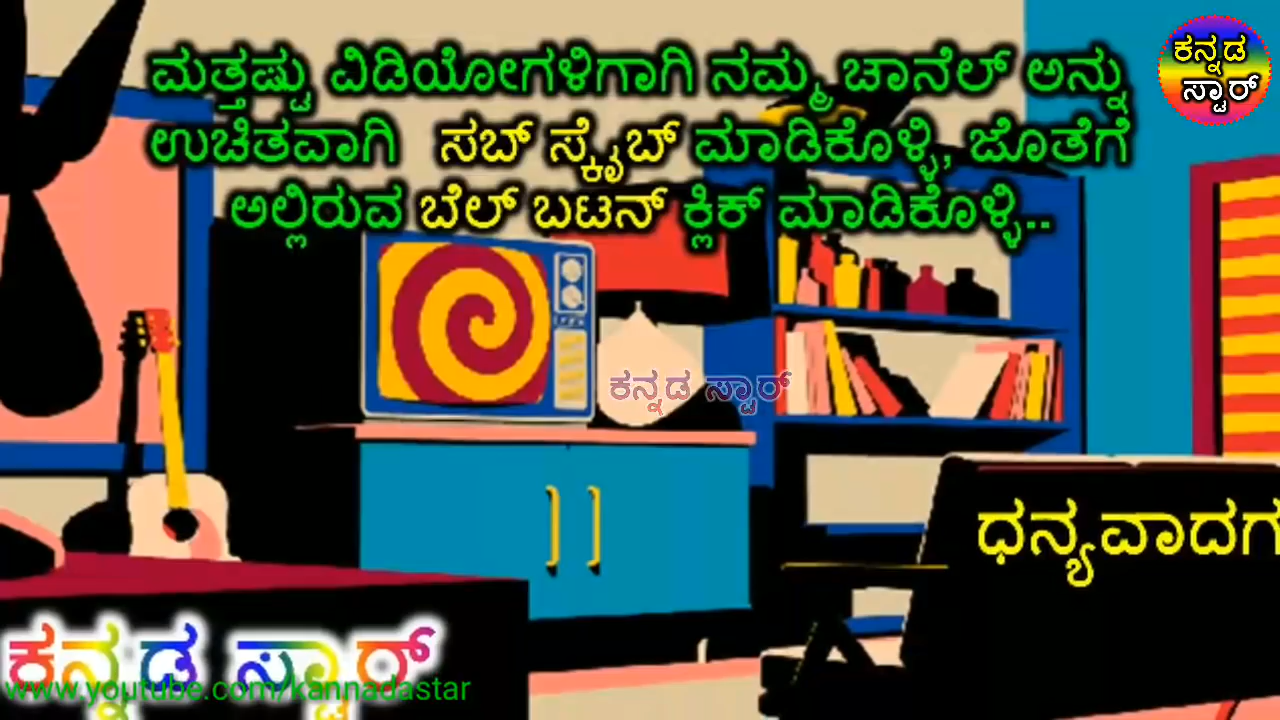 ಮತ್ತಷ್ಟು ವಿಡಿಯೋಗಳಿಗಾಗಿ ನಮ್ಮ ಚಾನೆಲ್ ಅನ್ನು
ಉಚಿತವಾಗಿ ಸಬ್ ಸ್ಕೈಬ್ ಮಾಡಿಕೊಳ್ಳಿ, ಜೊತೆಗೆ
ಅಲ್ಲಿರುವ ಬೆಲ್ ಬಟನ್ ಕ್ಲಿಕ್ ಮಾಡಿಕೊಳ್ಳಿ..
ಕನ್ನಡ
ಸ್ಟಾರ್
ಕನ್ನಡ ಸ್ಟಾರ್
ಧನ್ಯವಾದಗ
ಕನ್ನಡ ಸ್ಟಾರ್
www.youtube.com/kannadastar